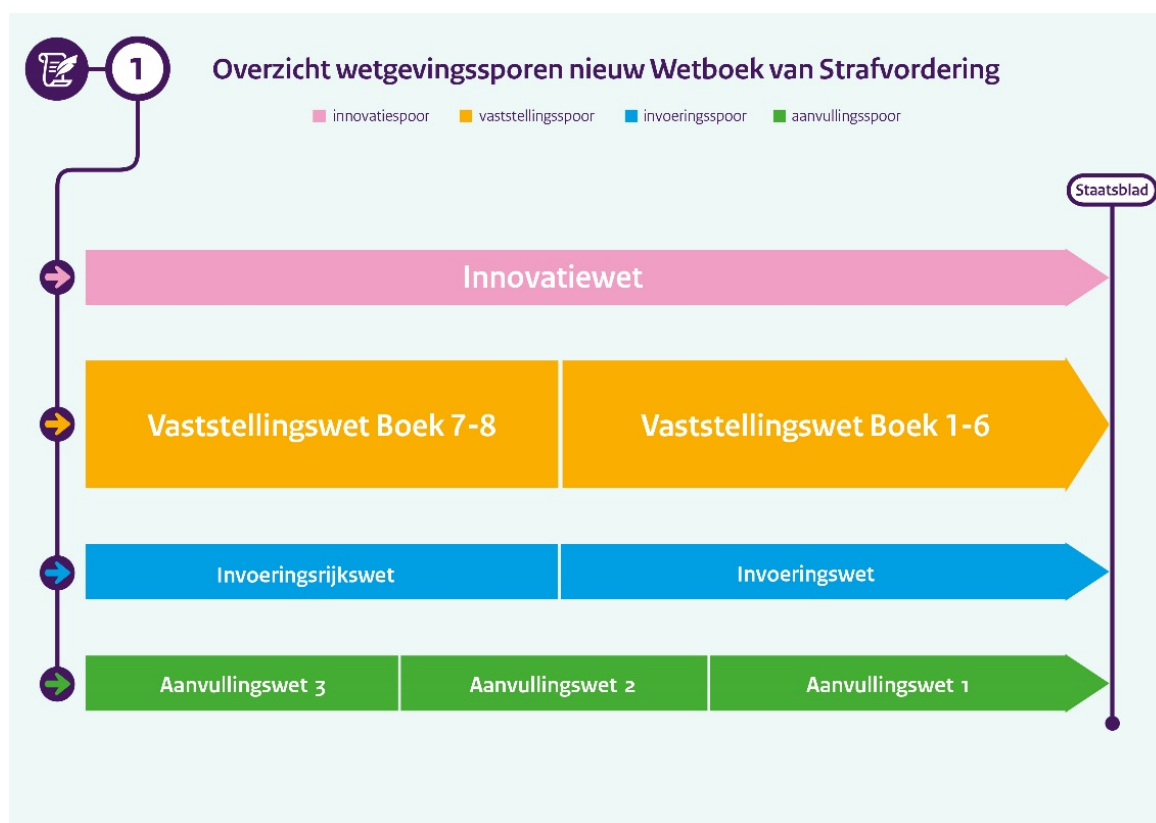 1
Overzicht wetgevingssporen nieuw Wetboek van Strafvordering
innovatiespoor vaststellingsspoor invoeringsspoor aanvullingsspoor
Staatsblad
Innovatiewet
Vaststellingswet Boek 7-8 Vaststellingswet Boek 1-6
Invoeringsrijkswet Invoeringswet
Aanvullingswet 3 Aanvullingswet 2 Aanvullingswet 1